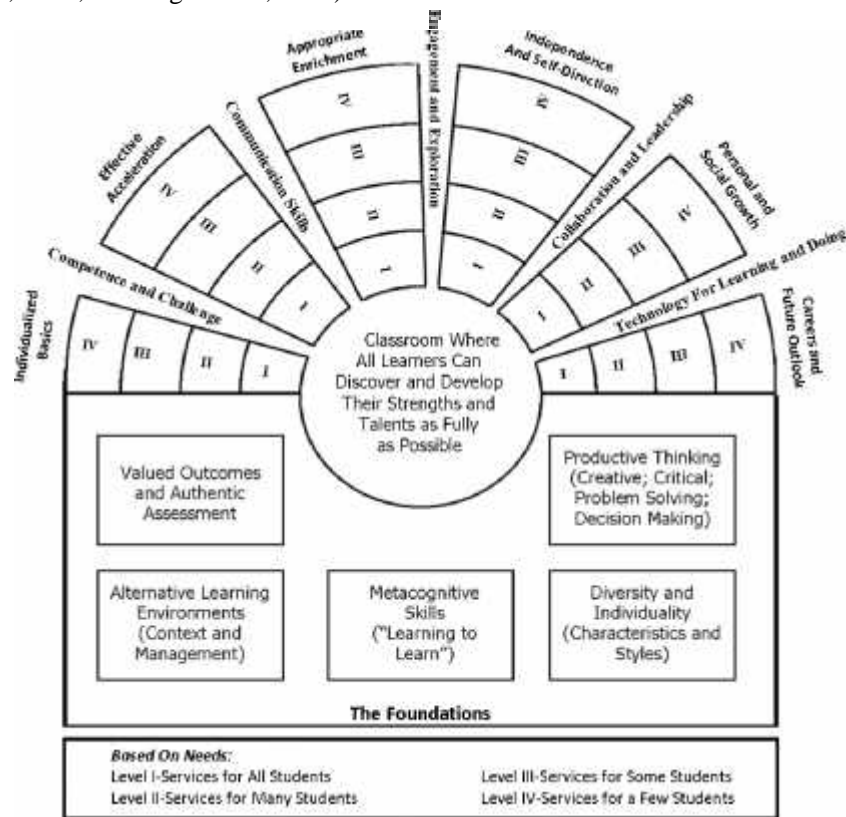 Appropriate
Enrichment
Engagement and Exploration
Independence
And Self-Direction
Effective
Acceleration
Communication Skills
Collaboration and Leadership
Personal and
Social Growth
Competence and Challenge
Technology For Learning and Doing
Individualized
Basics
Careers and
Future Outlook
IV III II I
IV III II I
IV III II I
IV III II I
I II III IV
I II III IV
Classroom Where
All Learners Can
Discover and Develop
Their Strengths and
Talents as Fully
as Possible
Valued Outcomes
and Authentic
Assessment
Productive Thinking
(Creative; Critical;
Problem Solving;
Decision Making)
Alternative Learning
Environments
(Context and
Management)
Metacognitive
Skills
("Learning to
Learn")
Diversity and
Individuality
(Characteristics and
Styles)
The Foundations
Based On Needs:
Level I-Services for All Students
Level II-Services for Many Students
Level III-Services for Some Students
Level IV-Services for a Few Students